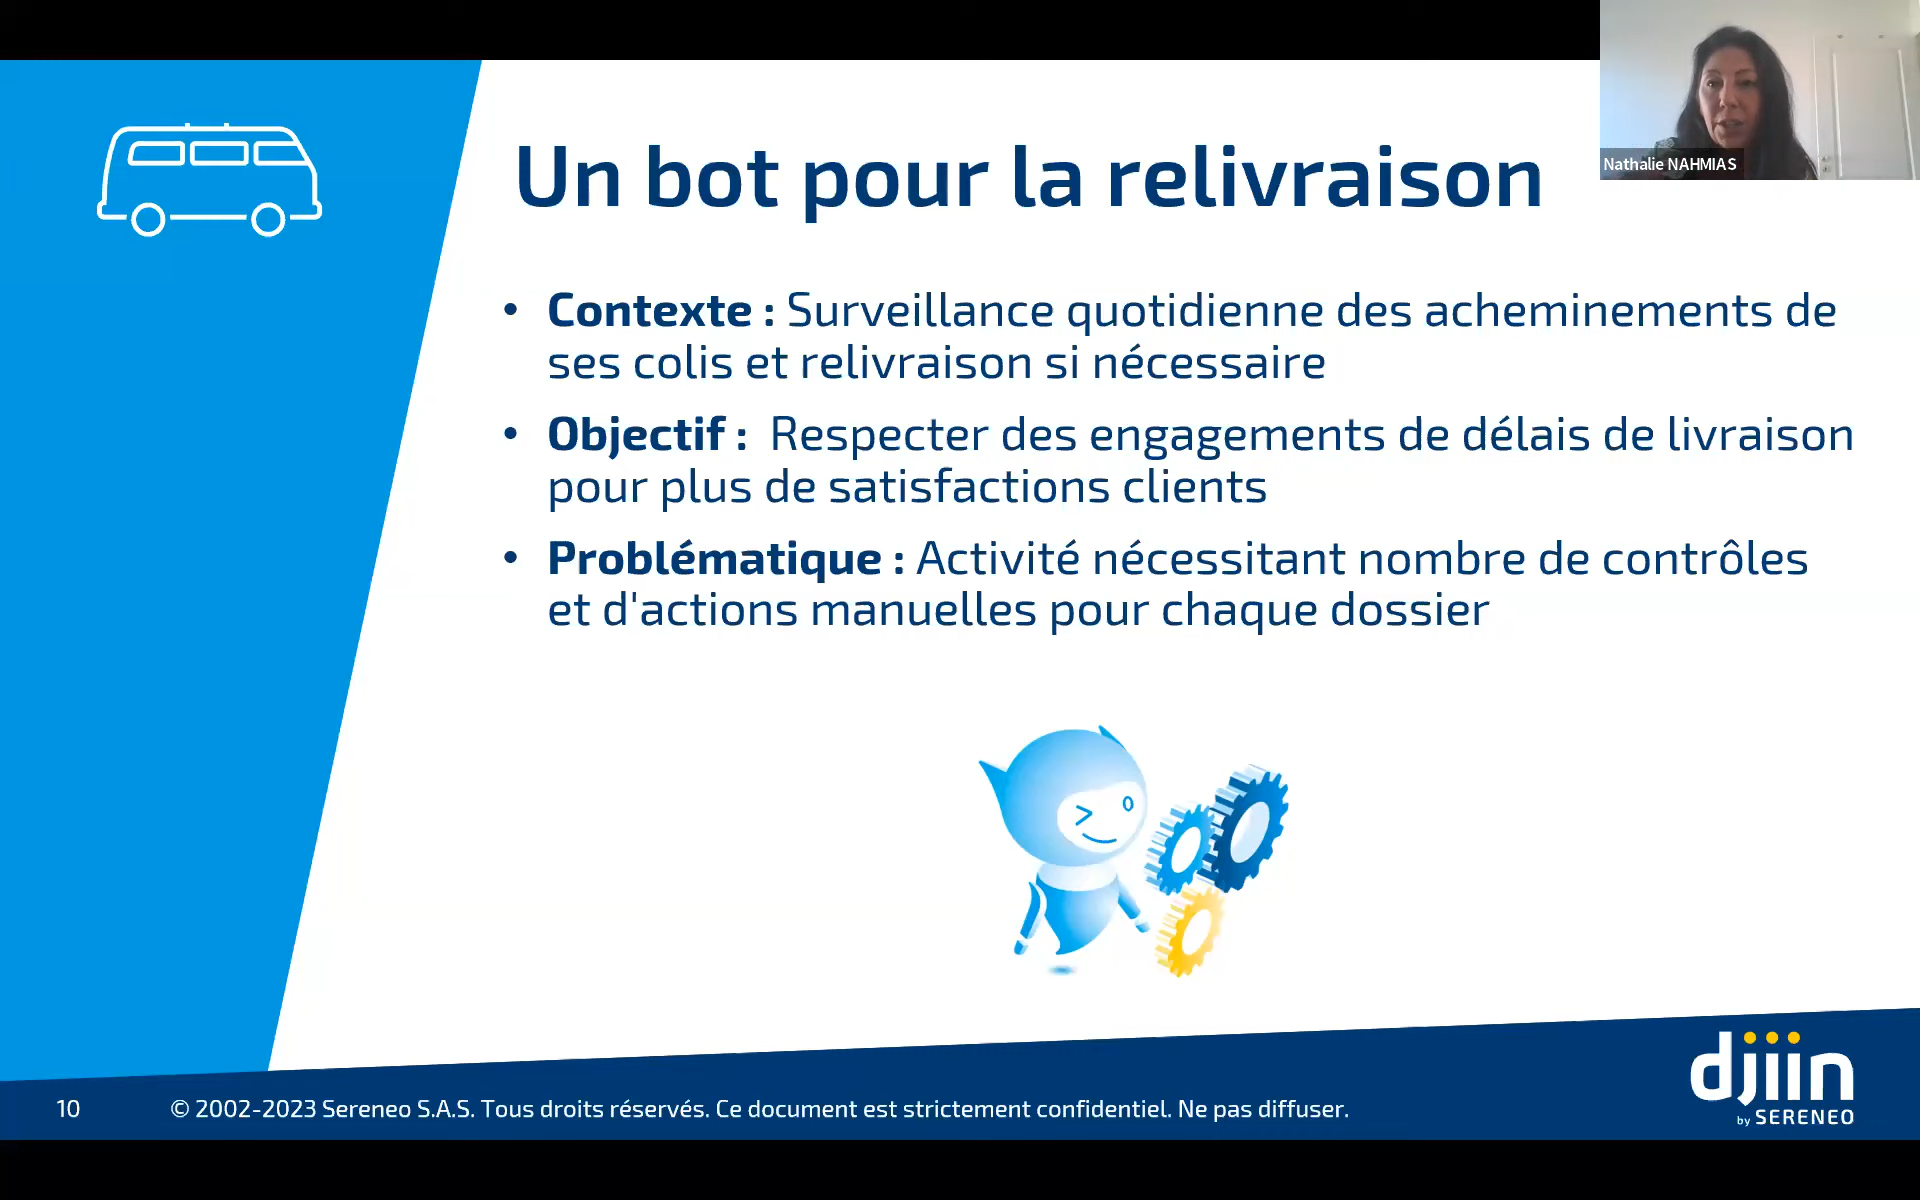 Nathalie NAHMIAS
Un bot pour la relivraison
• Contexte : Surveillance quotidienne des acheminements de
ses colis et relivraison si nécessaire
• Objectif : Respecter des engagements de délais de livraison
pour plus de satisfactions clients
• Problématique : Activité nécessitant nombre de contrôles
et d'actions manuelles pour chaque dossier
10
© 2002-2023 Sereneo S.A.S. Tous droits réservés. Ce document est strictement confidentiel. Ne pas diffuser.
djiin
by SERENEO